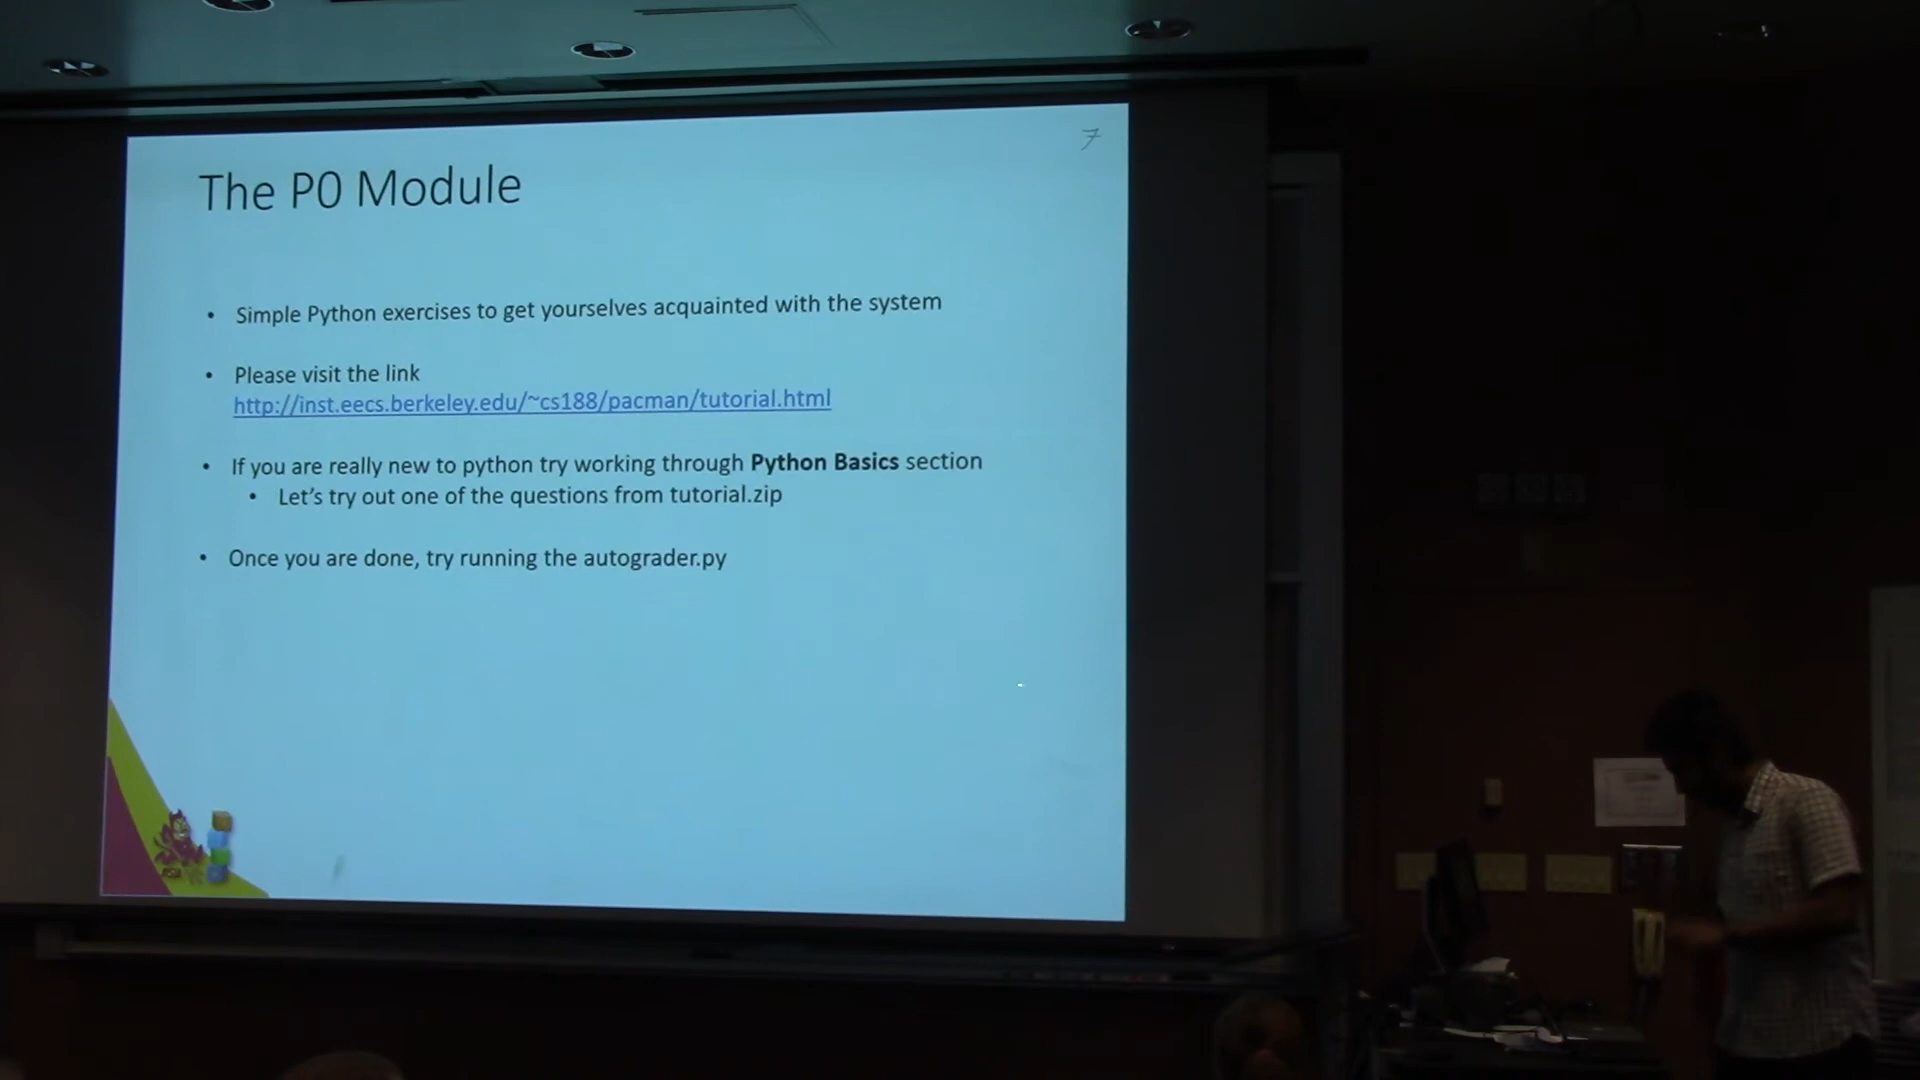 7
The P0 Module
• Simple Python exercises to get yourselves acquainted with the system
• Please visit the link
http://inst.eecs.berkeley.edu/~cs188/pacman/tutorial.html
• If you are really new to python try working through Python Basics section
• Let's try out one of the questions from tutorial.zip
• Once you are done, try running the autograder.py